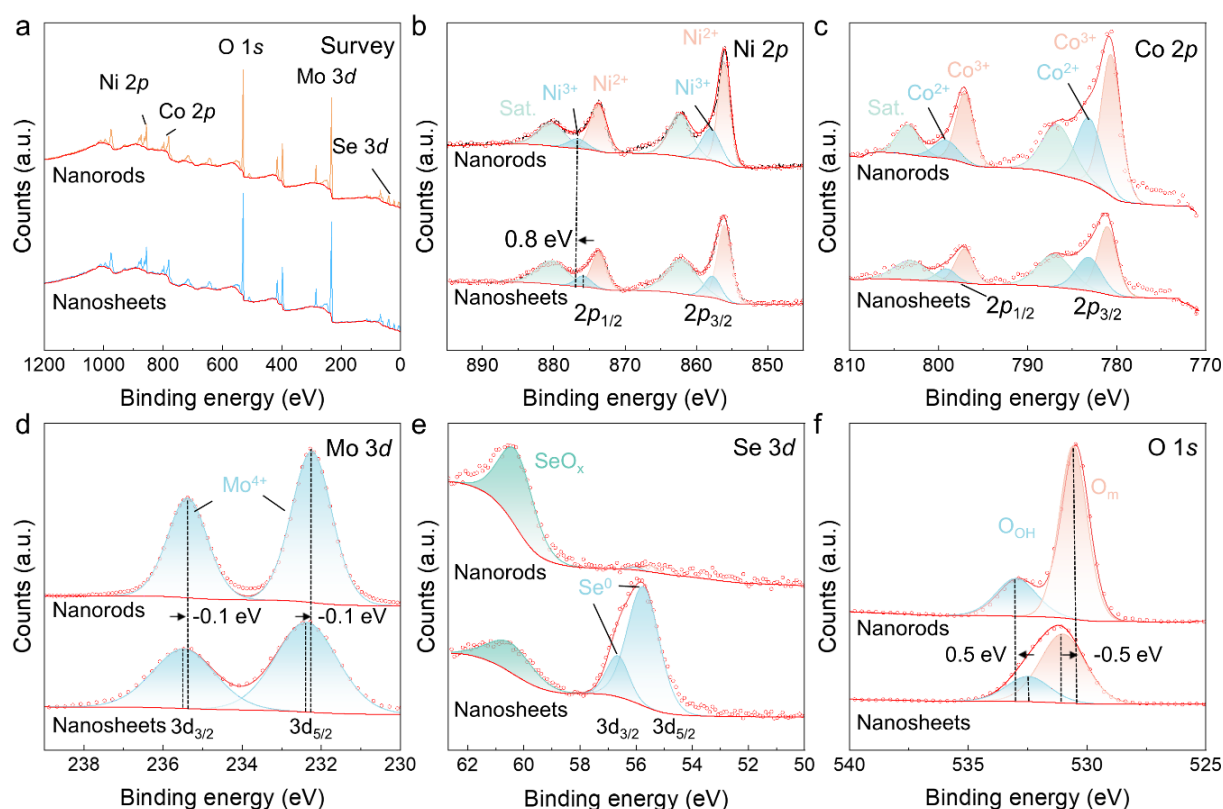 a
Survey
O 1s
Mo 3d
Ni 2p
Co 2p
Se 3d
Nanorods
Nanosheets
Counts (a.u.)
1200 1000 800 600 400 200 0
Binding energy (eV)
b
Ni 2p
Ni²⁺
Sat.
Ni³⁺
Ni²⁺
Ni³⁺
Nanorods
0.8 eV
Nanosheets
2p₁/₂
2p₃/₂
Counts (a.u.)
890 880 870 860 850
Binding energy (eV)
c
Co 2p
Co³⁺
Co³⁺
Co²⁺
Co²⁺
Sat.
Nanorods
Nanosheets
2p₁/₂
2p₃/₂
Counts (a.u.)
810 800 790 780 770
Binding energy (eV)
d
Mo 3d
Mo⁴⁺
Nanorods
-0.1 eV
-0.1 eV
Nanosheets
3d₃/₂
3d₅/₂
Counts (a.u.)
238 236 234 232 230
Binding energy (eV)
e
Se 3d
SeOₓ
Nanorods
Se⁰
Nanosheets
3d₃/₂
3d₅/₂
Counts (a.u.)
62 60 58 56 54 52 50
Binding energy (eV)
f
O 1s
Oₘ
O_OH
Nanorods
0.5 eV
-0.5 eV
Nanosheets
Counts (a.u.)
540 535 530
Binding energy (eV)